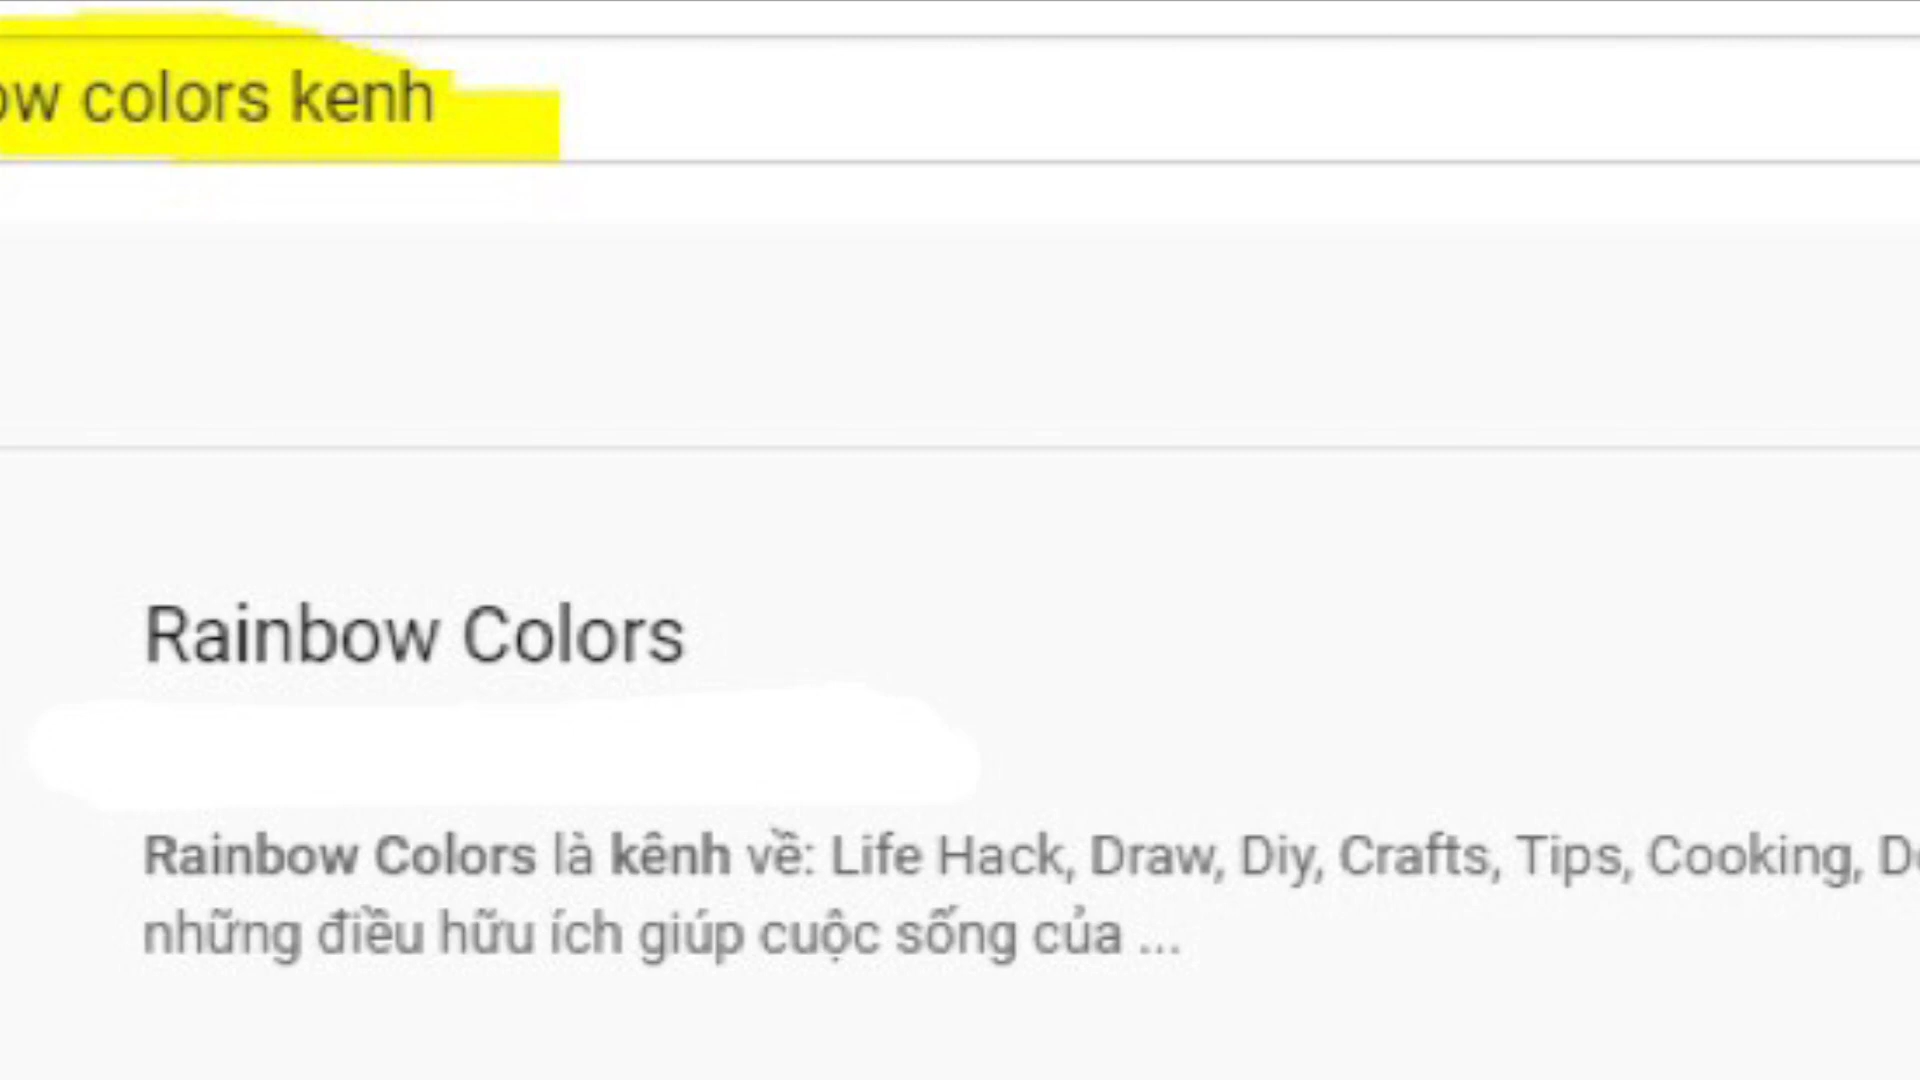 colors kenh
Rainbow Colors
Rainbow Colors là kênh về: Life Hack, Draw, Diy, Crafts, Tips, Cooking,
những điều hữu ích giúp cuộc sống của ...